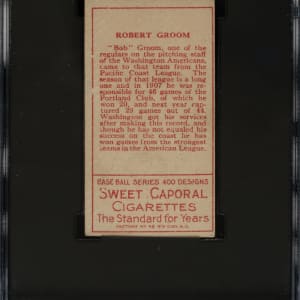 ROBERT GROOM
"Bob" Groom, one of the
regulars on the pitching staff
of the Washington Americans,
came to that team from the
Pacific Coast League. The
season of that league is a long
one and in 1907 he was re-
sponsible for 46 games of the
Portland Club, of which he
won 20, and next year cap-
tured 29 games out of 44.
Washington got his services
after making this record, and
though he has not equaled his
success on the coast he has
won games from the strongest
teams in the American League.
BASE BALL SERIES 400 DESIGNS
SWEET CAPORAL
CIGARETTES
The Standard for Years
FACTORY No